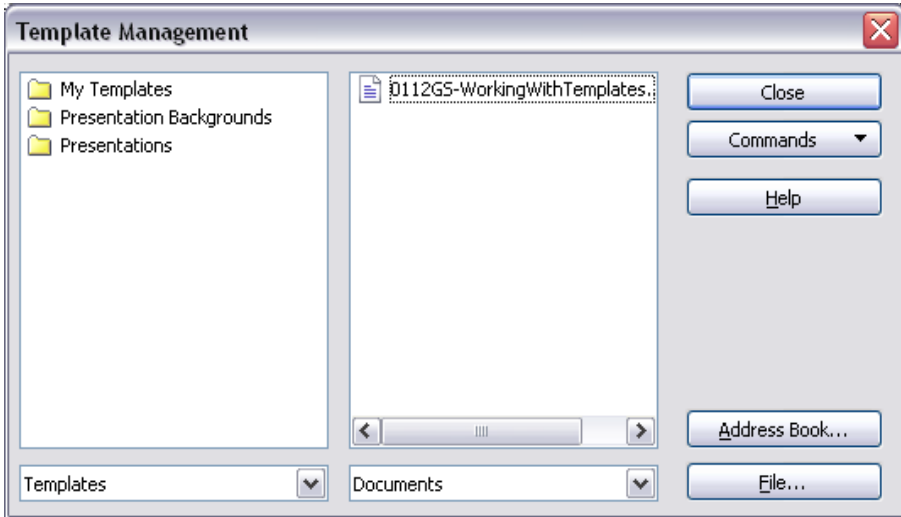 Template Management
My Templates
Presentation Backgrounds
Presentations
0112GS-WorkingWithTemplates.
Close
Commands
Help
Address Book...
File...
Templates
Documents